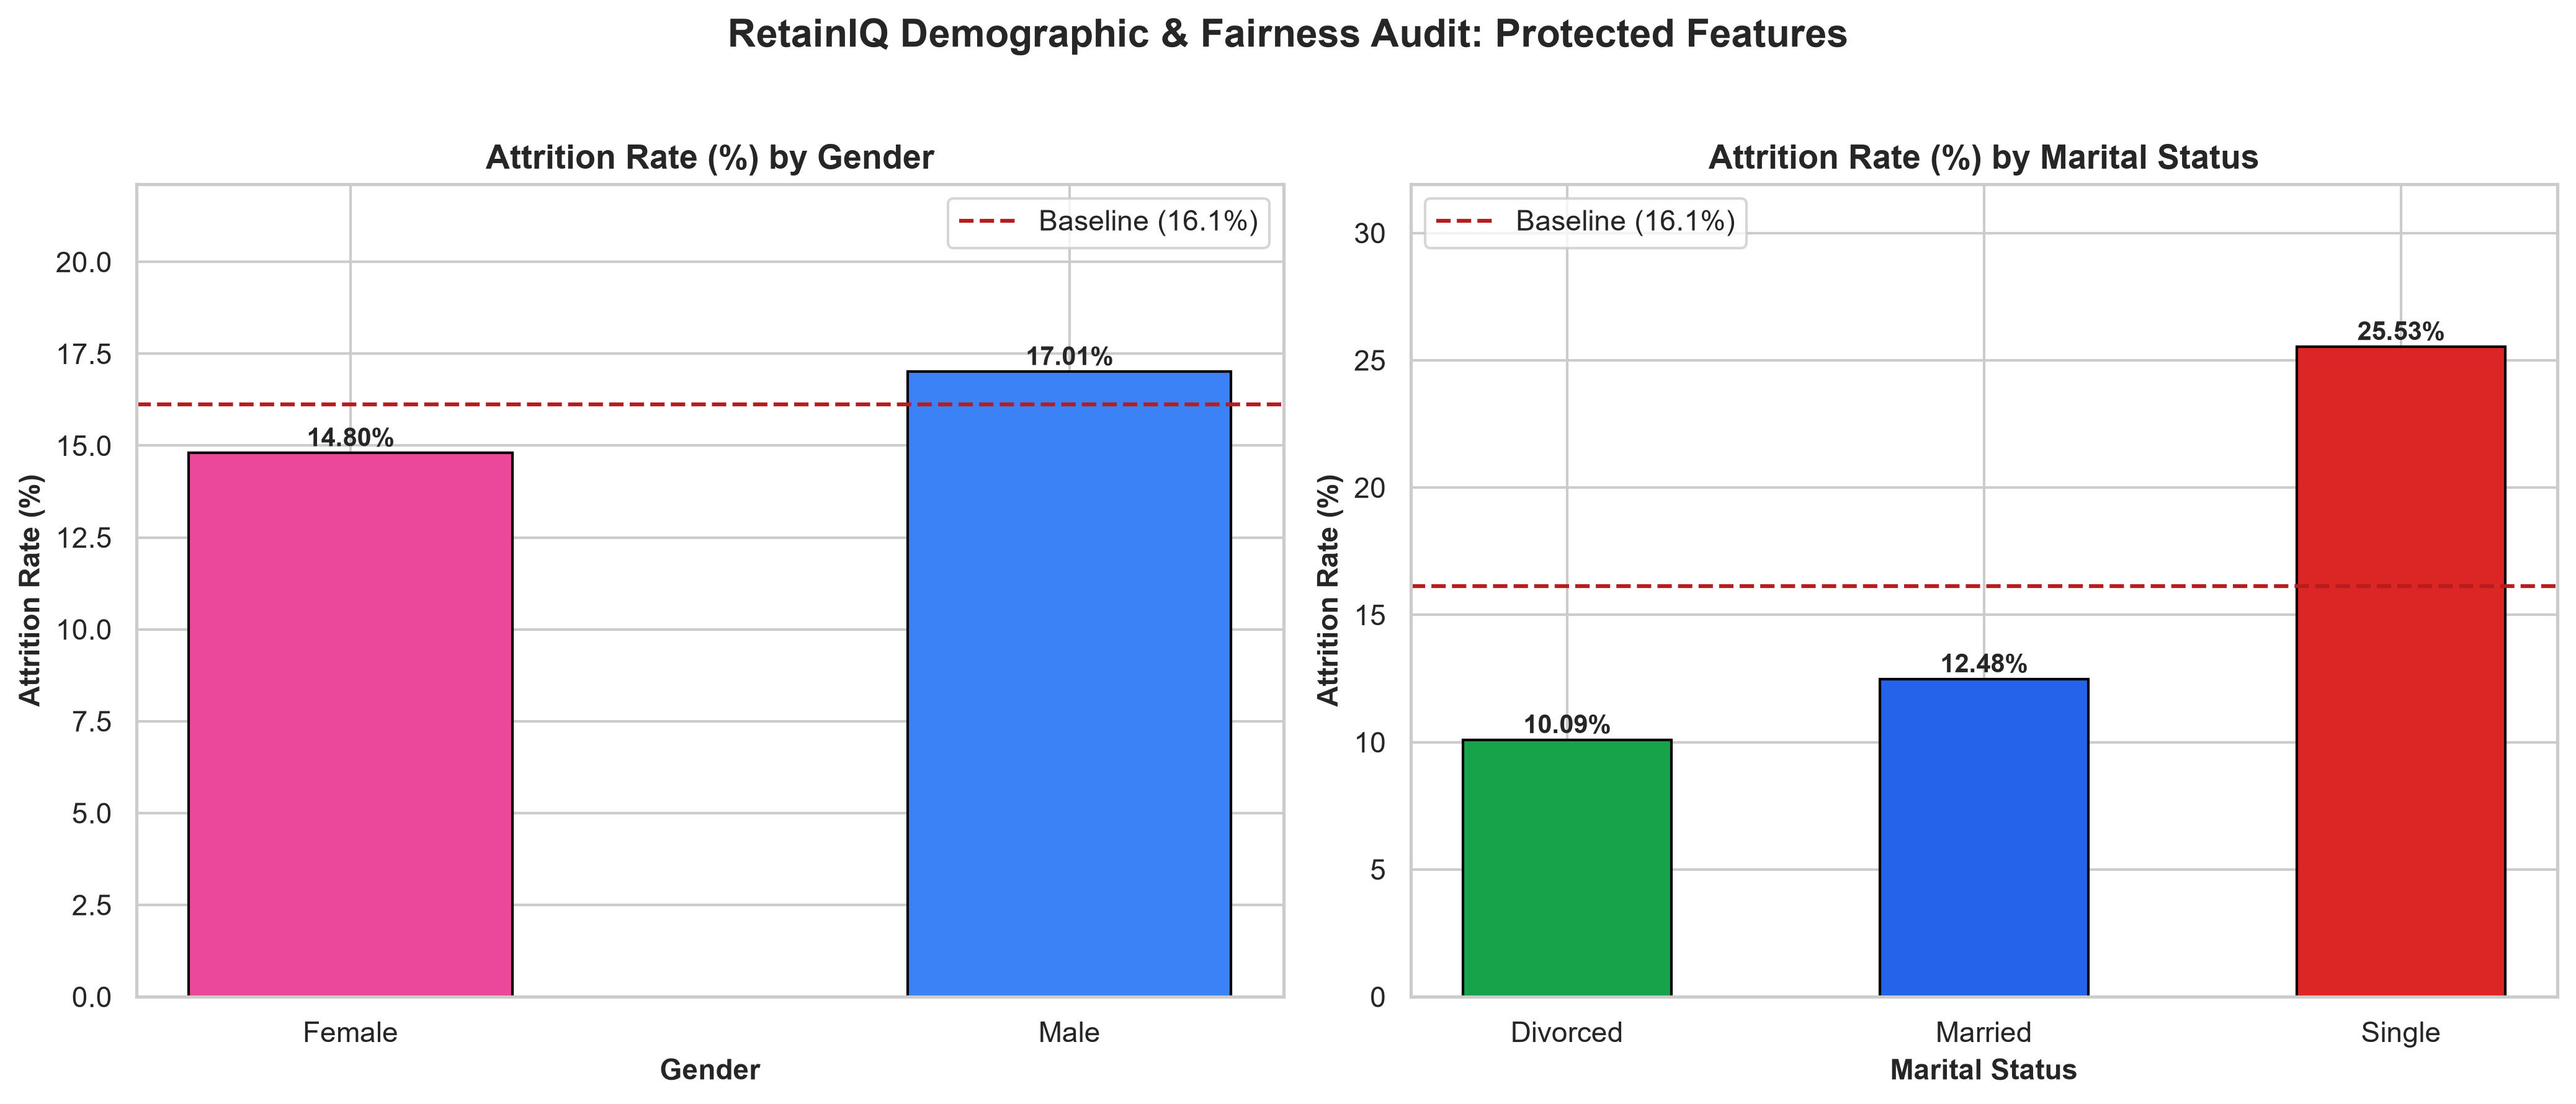 RetainIQ Demographic & Fairness Audit: Protected Features
Attrition Rate (%) by Gender
Baseline (16.1%)
20.0
17.5
15.0
12.5
10.0
7.5
5.0
2.5
0.0
Attrition Rate (%)
14.80%
17.01%
Female
Male
Gender
Attrition Rate (%) by Marital Status
Baseline (16.1%)
30
25
20
15
10
5
0
Attrition Rate (%)
10.09%
12.48%
25.53%
Divorced
Married
Single
Marital Status